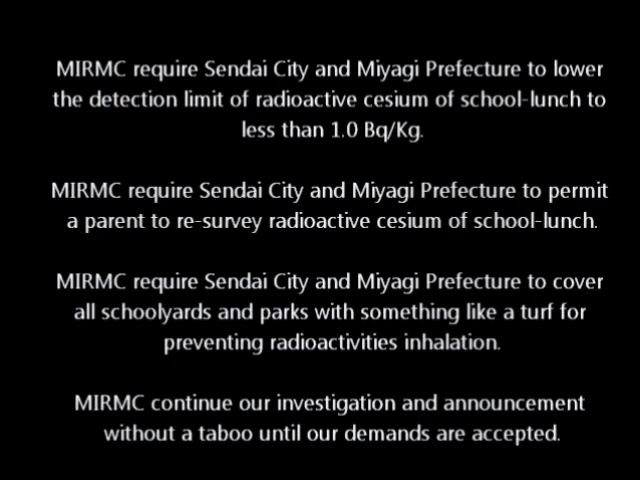 MIRMC require Sendai City and Miyagi Prefecture to lower
the detection limit of radioactive cesium of school-lunch to
less than 1.0 Bq/Kg.
MIRMC require Sendai City and Miyagi Prefecture to permit
a parent to re-survey radioactive cesium of school-lunch.
MIRMC require Sendai City and Miyagi Prefecture to cover
all schoolyards and parks with something like a turf for
preventing radioactivities inhalation.
MIRMC continue our investigation and announcement
without a taboo until our demands are accepted.